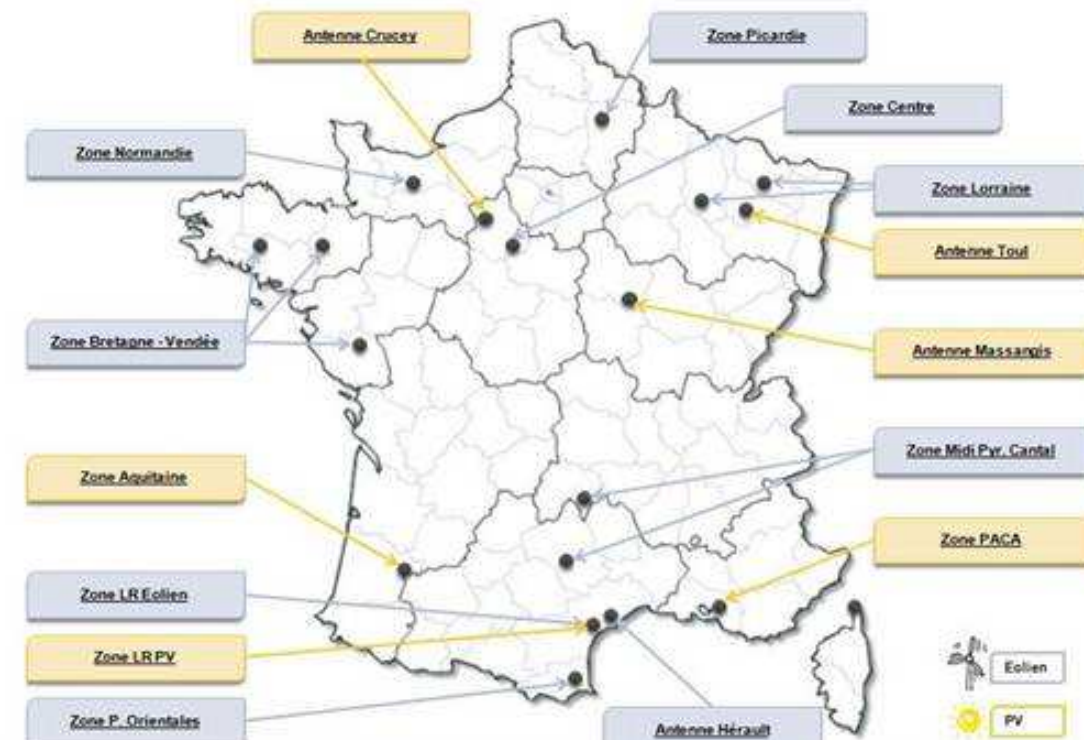 Antenne Crucey
Zone Picardie
Zone Centre
Zone Normandie
Zone Lorraine
Antenne Toul
Zone Bretagne - Vendée
Antenne Massangis
Zone Midi Pyr. Cantal
Zone Aquitaine
Zone PACA
Zone LR Eolien
Zone LR PV
Eolien
Zone P. Orientales
Antenne Hérault
PV